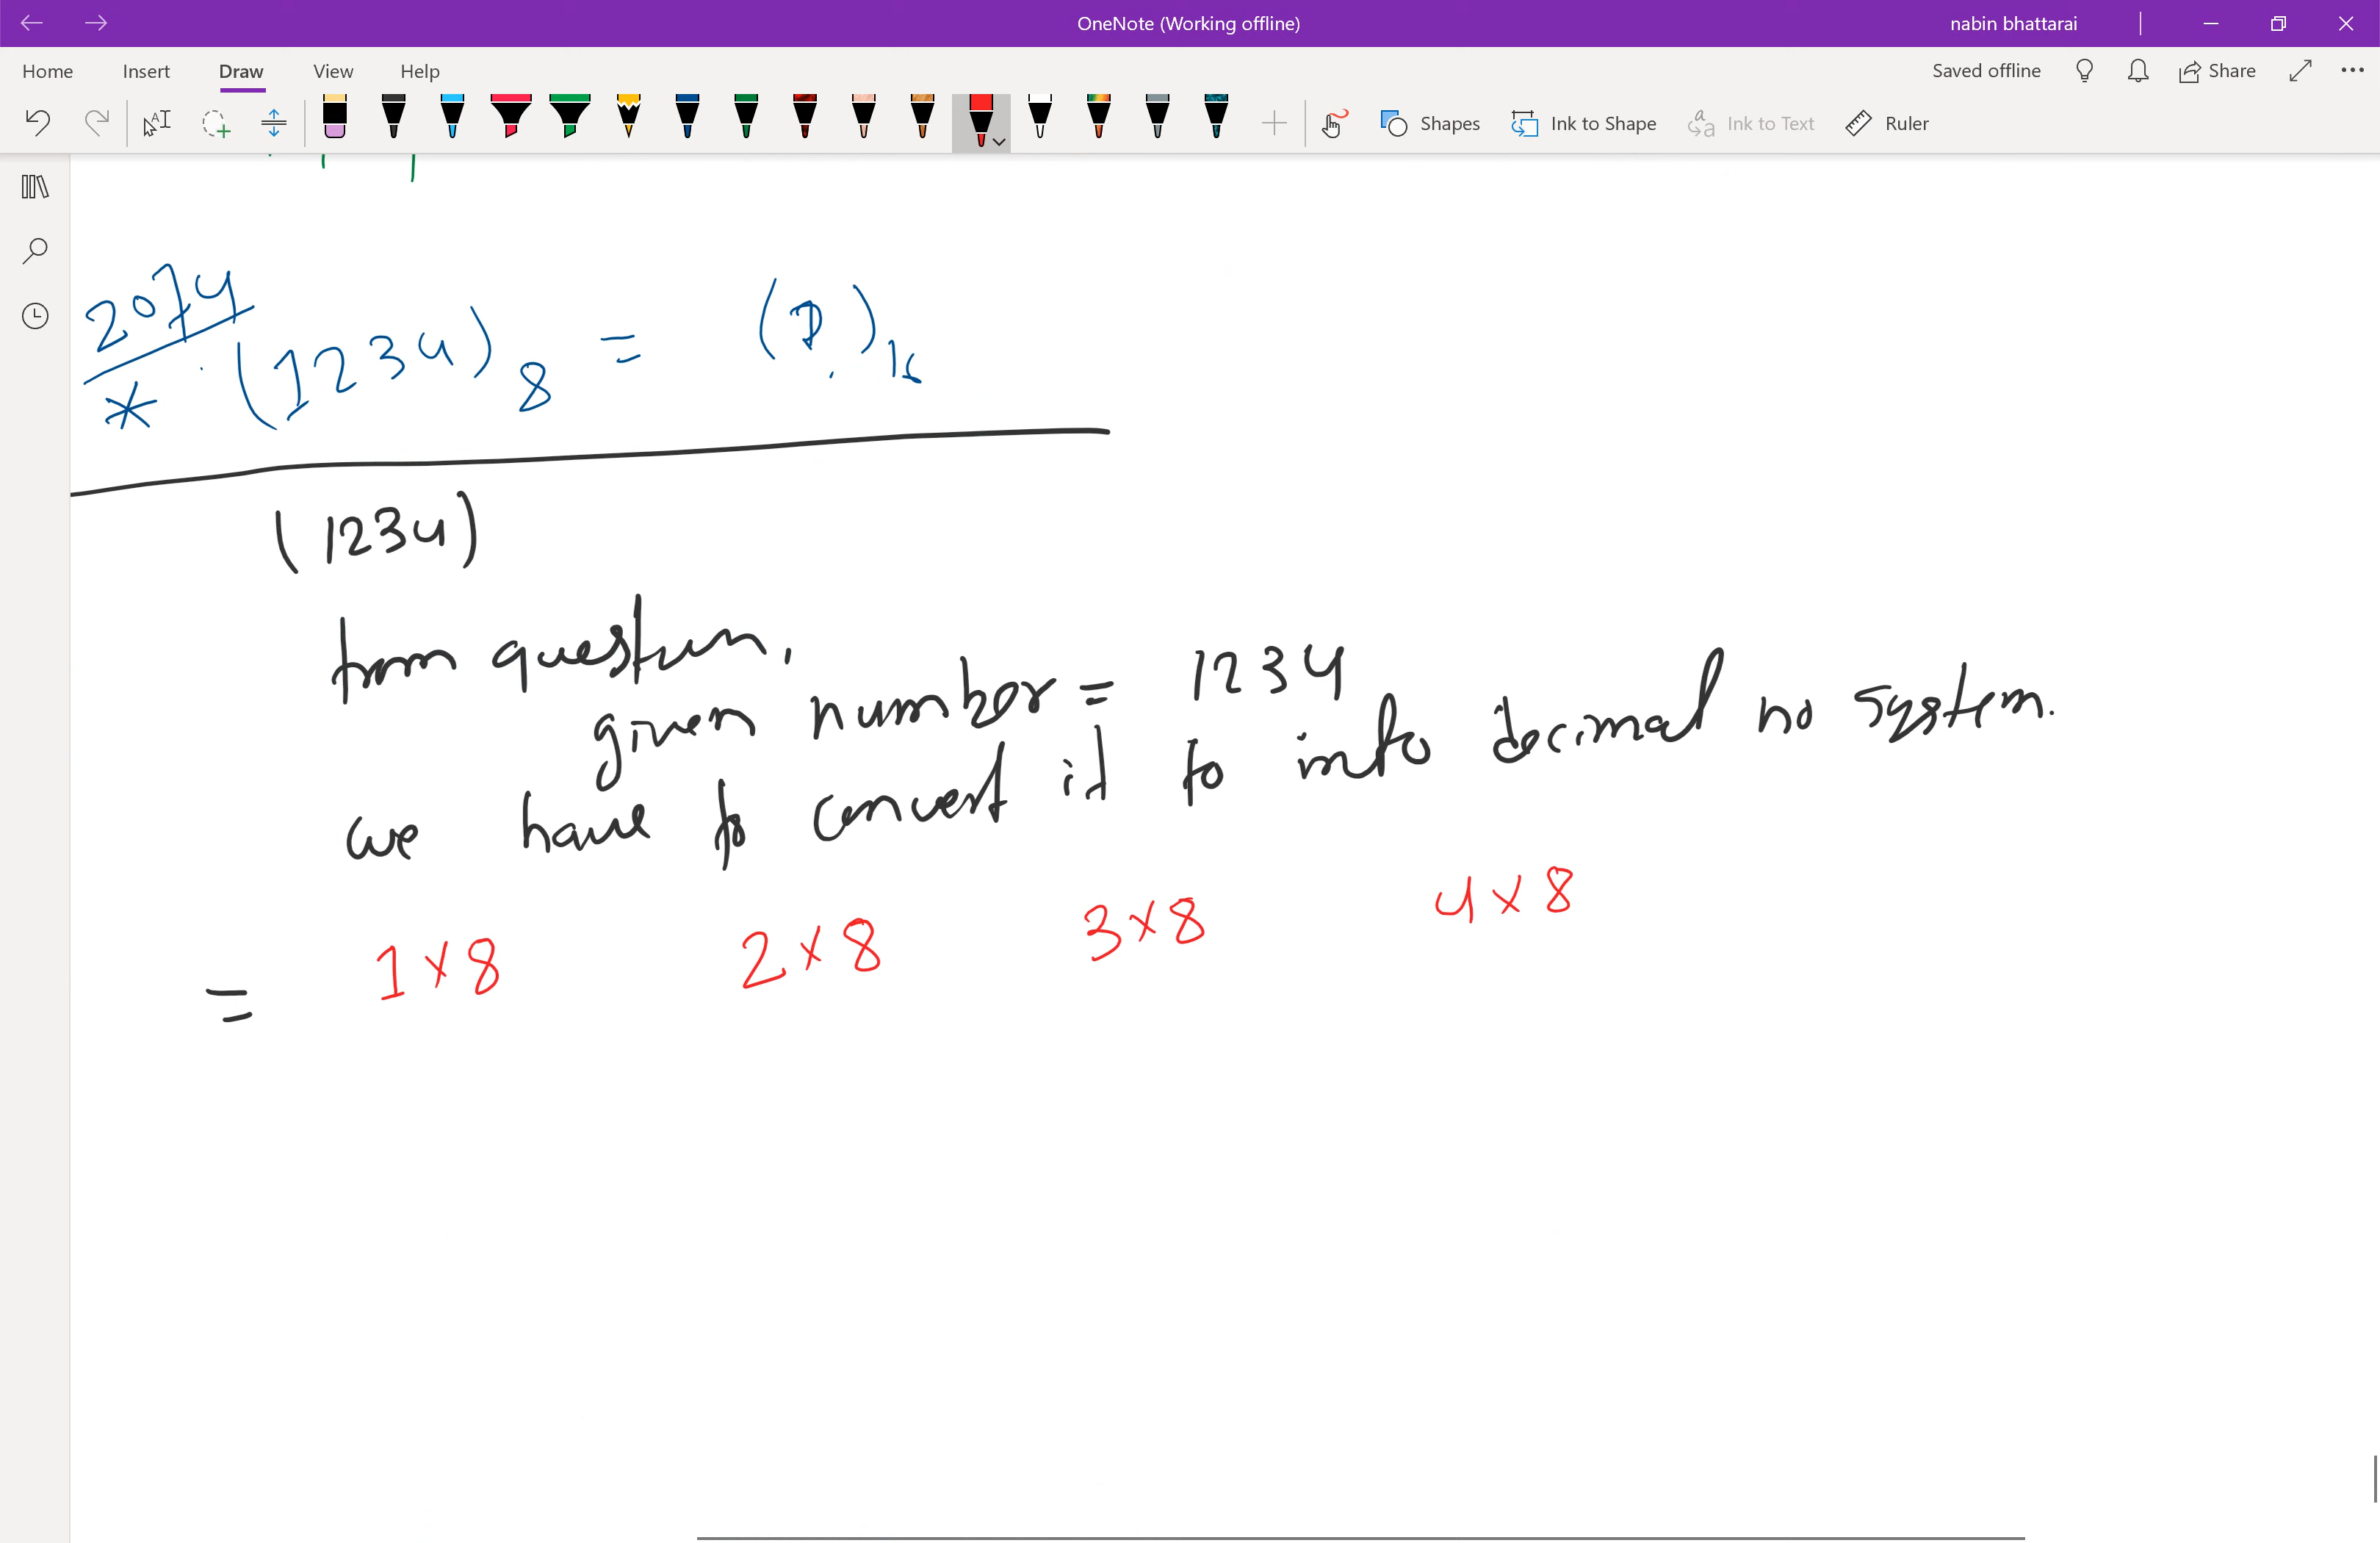 OneNote (Working offline)
nabin bhattarai
Home Insert Draw View Help
Saved offline Share
Shapes Ink to Shape Ink to Text Ruler
2074
* (1234)8 = (?)16
(1234)
from question,
given number = 1234
we have to convert it to into decimal no system.
= 1×8 2×8 3×8 4×8